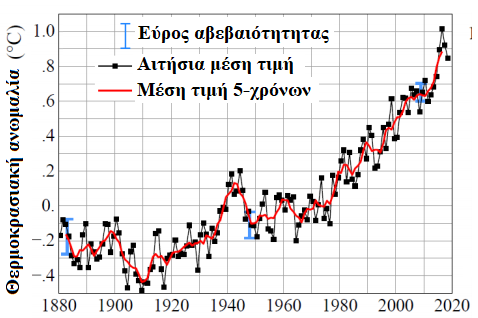 Θερμοκρασιακή ανομαλία (°C)
1.0
.8
.6
.4
.2
0.
−.2
−.4
Εύρος αβεβαιότητητας
Αιτήσια μέση τιμή
Μέση τιμή 5-χρόνων
1880 1900 1920 1940 1960 1980 2000 2020